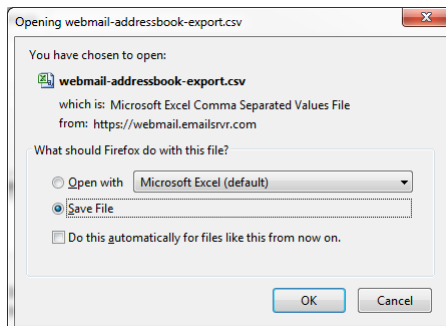 Opening webmail-addressbook-export.csv
You have chosen to open:
webmail-addressbook-export.csv
which is: Microsoft Excel Comma Separated Values File
from: https://webmail.emailsrvr.com
What should Firefox do with this file?
Open with Microsoft Excel (default)
Save File
Do this automatically for files like this from now on.
OK Cancel